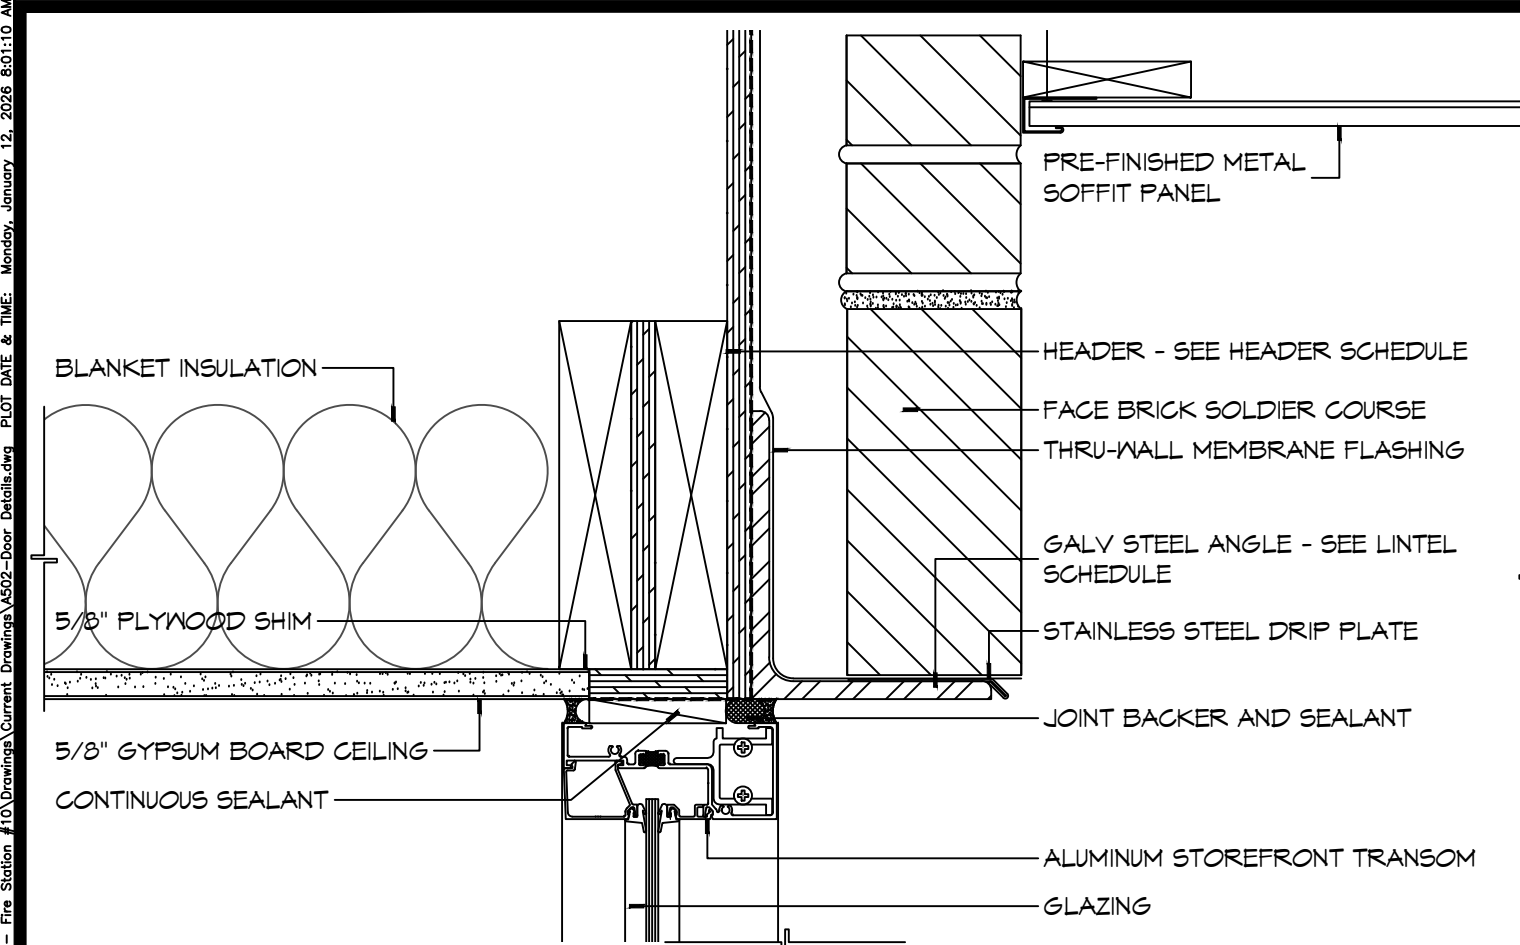 - Fire Station #10\Drawings\Current Drawings\A502-Door Details.dwg PLOT DATE & TIME: Monday, January 12, 2026 8:01:10 AM
PRE-FINISHED METAL
SOFFIT PANEL
BLANKET INSULATION
HEADER - SEE HEADER SCHEDULE
FACE BRICK SOLDIER COURSE
THRU-WALL MEMBRANE FLASHING
GALV STEEL ANGLE - SEE LINTEL
SCHEDULE
5/8" PLYWOOD SHIM
STAINLESS STEEL DRIP PLATE
JOINT BACKER AND SEALANT
5/8" GYPSUM BOARD CEILING
CONTINUOUS SEALANT
ALUMINUM STOREFRONT TRANSOM
GLAZING